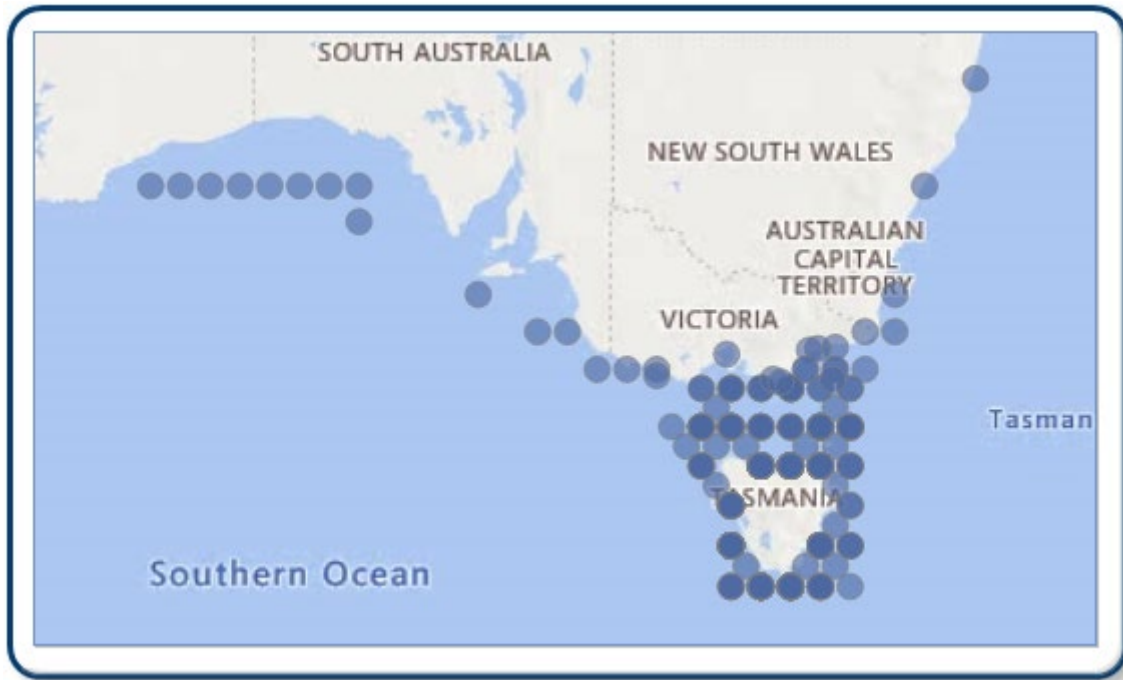 SOUTH AUSTRALIA
NEW SOUTH WALES
AUSTRALIAN
CAPITAL
TERRITORY
VICTORIA
Tasman
TASMANIA
Southern Ocean